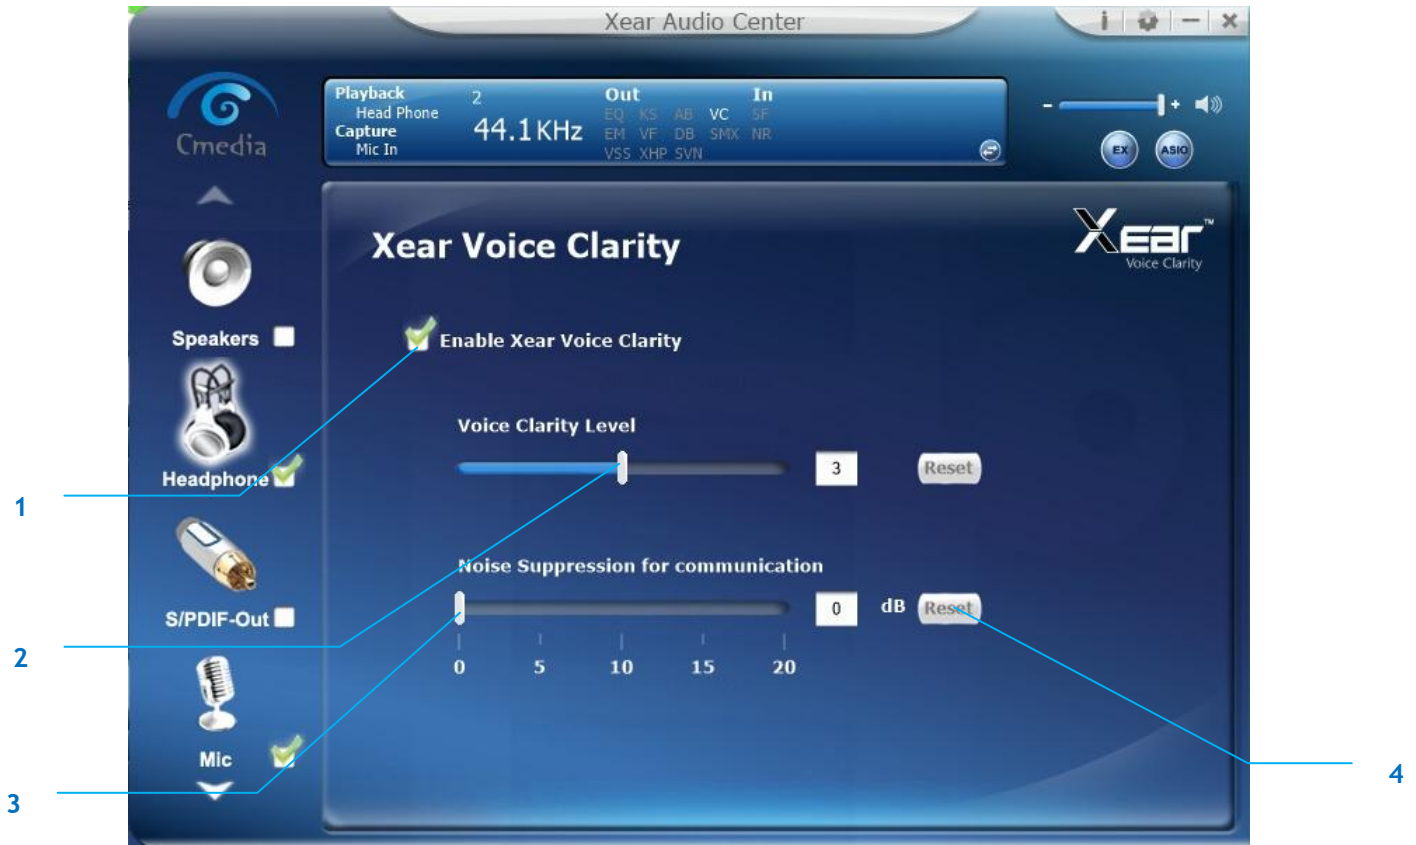 Xear Audio Center
i
Cmedia
Playback
Head Phone
Capture
Mic In
2
44.1KHz
Out
EQ KS AB VC
EM VF DB SMX
VSS XHP SVN
In
SF
NR
- +
EX ASIO
Xear Voice Clarity
Xear™
Voice Clarity
Speakers
Headphone
S/PDIF-Out
Mic
Enable Xear Voice Clarity
Voice Clarity Level
3 Reset
Noise Suppression for communication
0 dB Reset
0 5 10 15 20
1
2
3
4